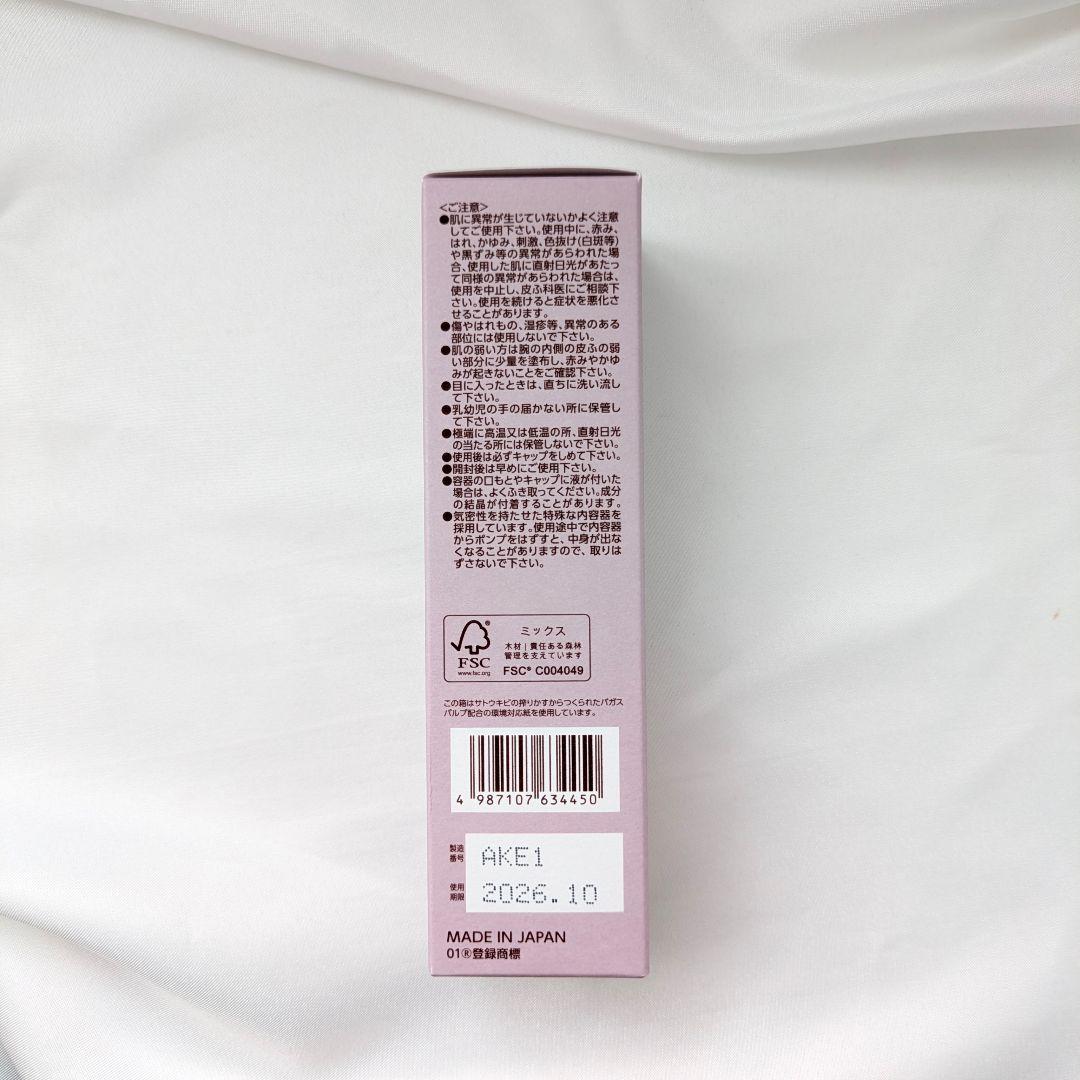 <ご注意>
●肌に異常が生じていないかよく注意
してご使用下さい。使用中に、赤み、
はれ、かゆみ、刺激、色抜け(白斑等)
や黒ずみ等の異常があらわれた場
合、使用した肌に直射日光があたっ
て同様の異常があらわれた場合は、
使用を中止し、皮ふ科医にご相談下
さい。使用を続けると症状を悪化さ
せることがあります。
●傷やはれもの、湿疹等、異常のある
部位には使用しないで下さい。
●肌の弱い方は腕の内側の皮ふの弱
い部分に少量を塗布し、赤みやかゆ
みが起きないことをご確認下さい。
●目に入ったときは、直ちに洗い流し
て下さい。
●乳幼児の手の届かない所に保管し
て下さい。
●極端に高温又は低温の所、直射日光
の当たる所には保管しないで下さい。
●使用後は必ずキャップをしめて下さい。
●開封後は早めにご使用下さい。
●容器の口もとやキャップに液が付いた
場合は、よくふき取ってください。成分
の結晶が付着することがあります。
●気密性を持たせた特殊な内容器を
採用しています。使用途中で内容器
からポンプをはずすと、中身が出な
くなることがありますので、取りは
ずさないで下さい。
FSC
www.fsc.org
ミックス
木材 | 責任ある森林
管理を支えています
FSC® C004049
この箱はサトウキビの搾りかすからつくられたバガス
パルプ配合の環境対応紙を使用しています。
4 987107 634450
製造
番号
AKE1
使用
期限
2026.10
MADE IN JAPAN
01®登録商標